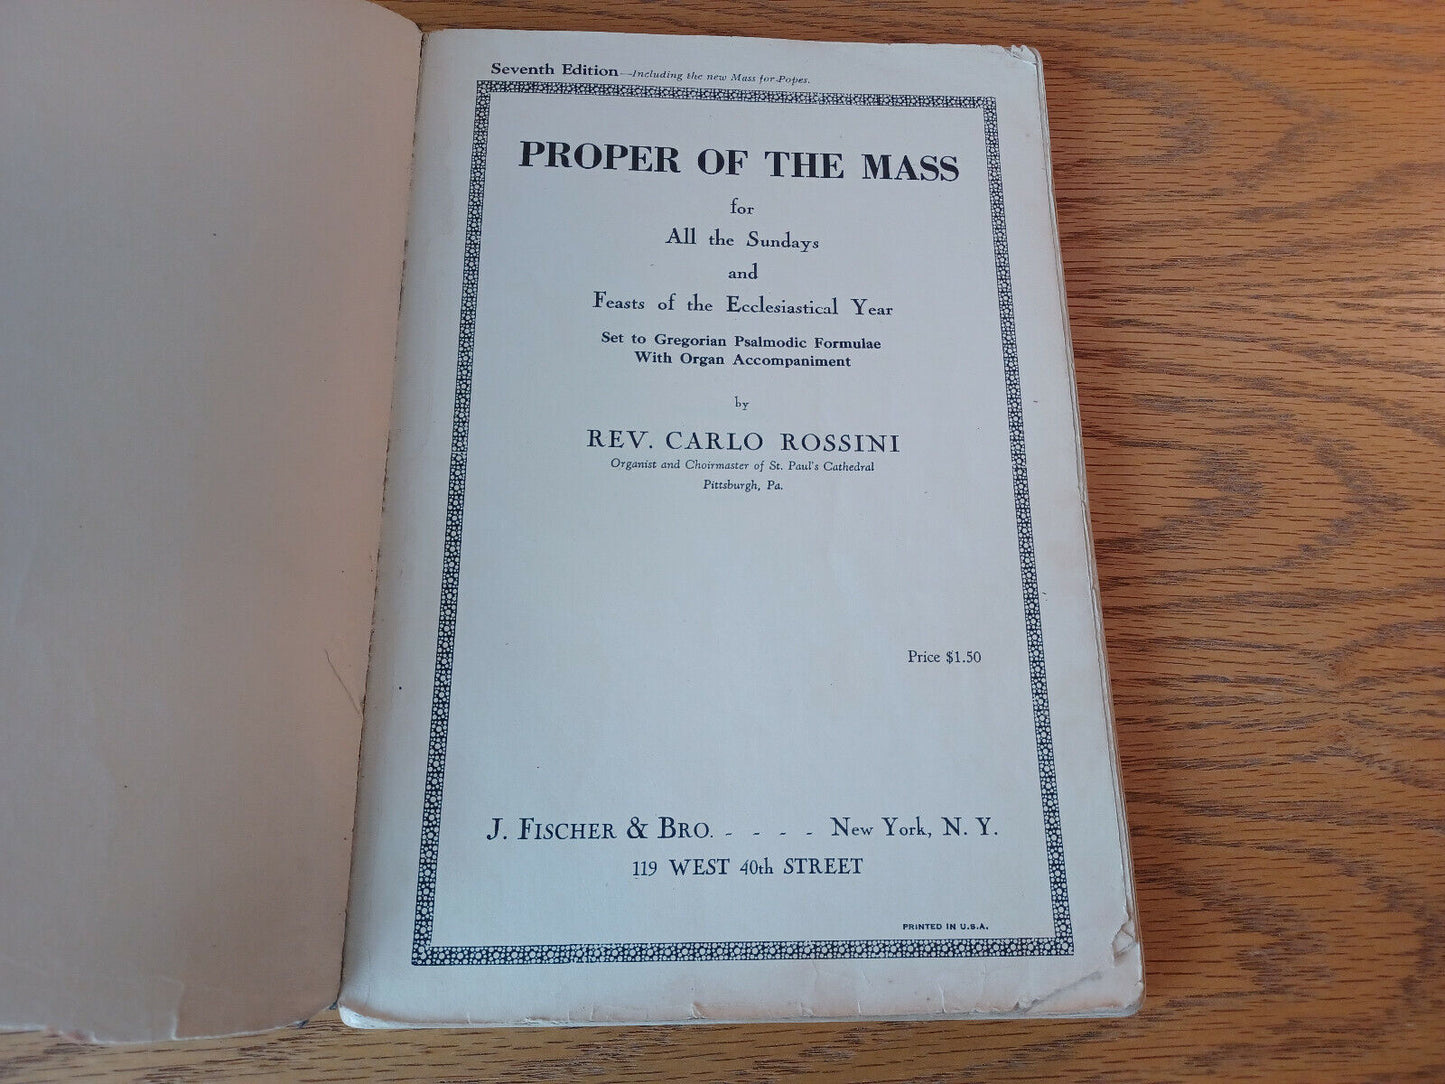 Seventh Edition—Including the new Mass for Popes.
PROPER OF THE MASS
for
All the Sundays
and
Feasts of the Ecclesiastical Year
Set to Gregorian Psalmodic Formulae
With Organ Accompaniment
by
REV. CARLO ROSSINI
Organist and Choirmaster of St. Paul's Cathedral
Pittsburgh, Pa.
Price $1.50
J. FISCHER & BRO. - - - - NEW YORK, N. Y.
119 WEST 40th STREET
PRINTED IN U.S.A.